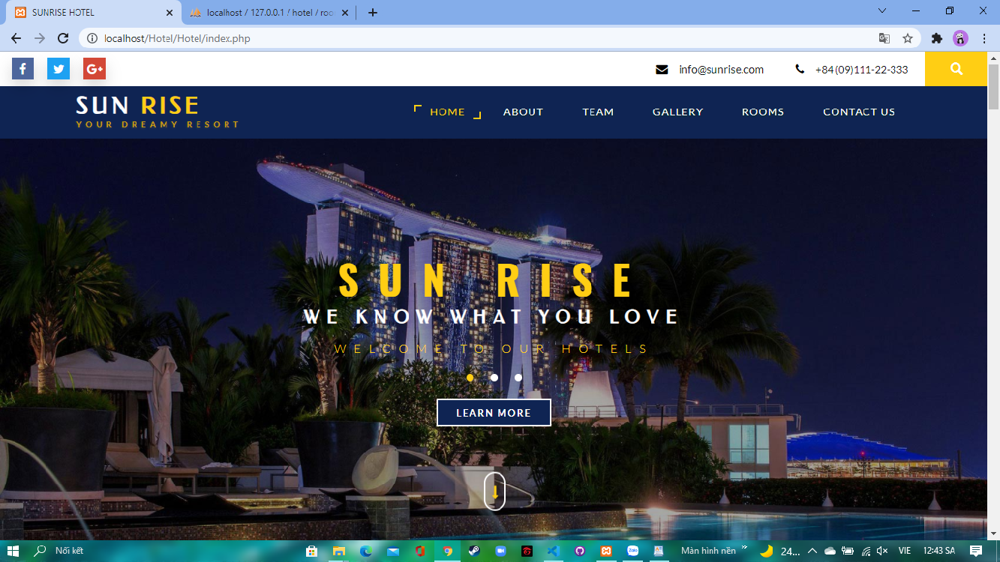 SUNRISE HOTEL
localhost / 127.0.0.1 / hotel / roo
localhost/Hotel/Hotel/index.php
info@sunrise.com
+84(09)111-22-333
SUN RISE
YOUR DREAMY RESORT
HOME
ABOUT
TEAM
GALLERY
ROOMS
CONTACT US
SUN RISE
WE KNOW WHAT YOU LOVE
WELCOME TO OUR HOTELS
LEARN MORE
Nối kết
Zalo
Màn hình nền
24...
VIE
12:43 SA